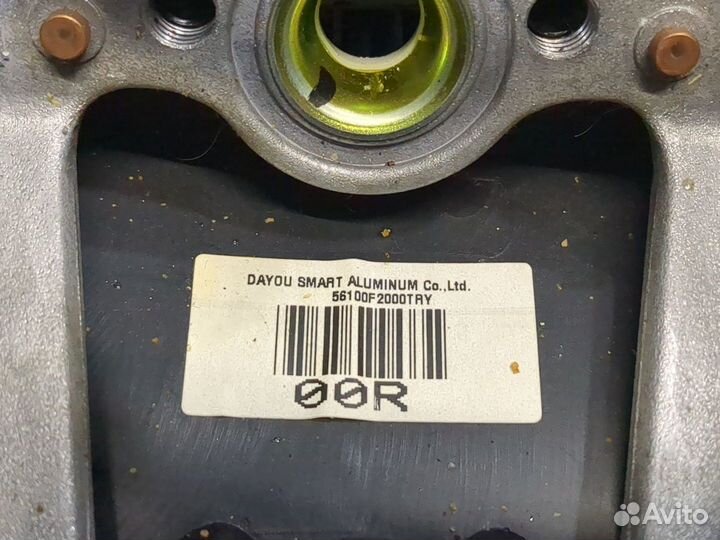 DAYOU SMART ALUMINUM Co.,Ltd.
56100F2000TRY
00R
Avito